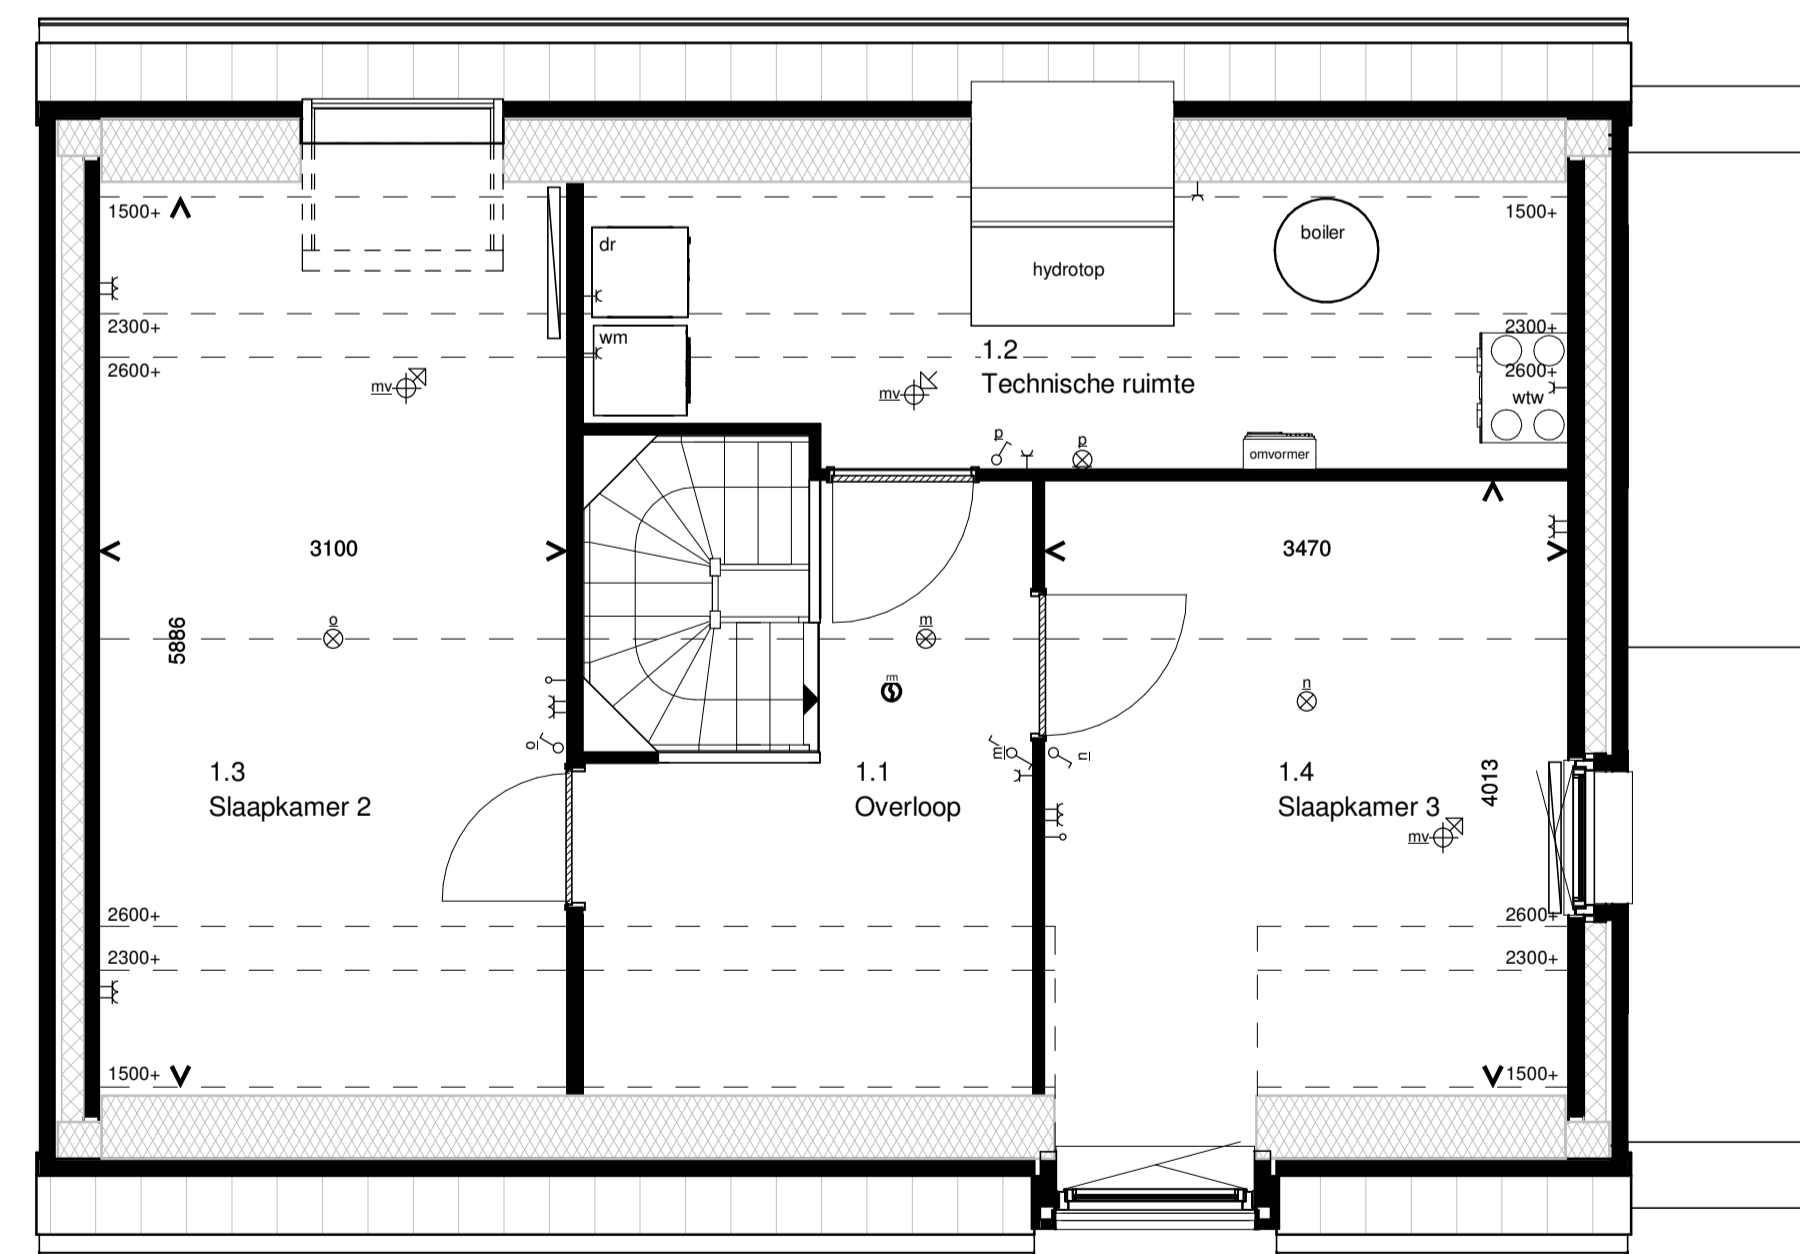 1500+
1500+
dr
boiler
hydrotop
2300+
2300+
wm
1.2
2600+
2600+
mv
mv
Technische ruimte
wtw
p
p
omvormer
3100
3470
5886
o
m
rm
n
o
m
n
1.3
Slaapkamer 2
1.1
Overloop
1.4
Slaapkamer 3
4013
mv
2600+
2600+
2300+
2300+
1500+
1500+